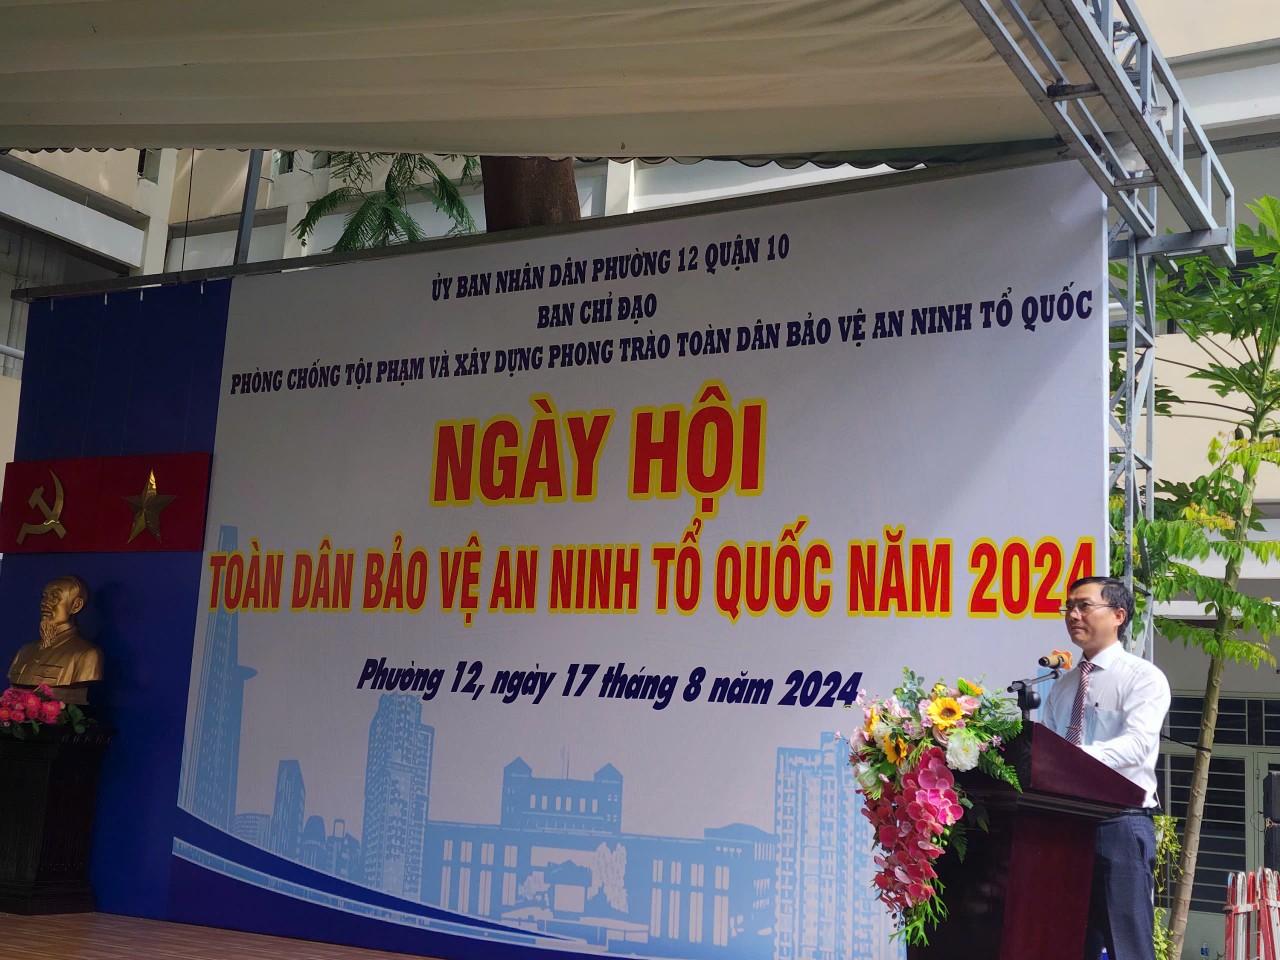 ỦY BAN NHÂN DÂN PHƯỜNG 12 QUẬN 10
BAN CHỈ ĐẠO
PHÒNG CHỐNG TỘI PHẠM VÀ XÂY DỰNG PHONG TRÀO TOÀN DÂN BẢO VỆ AN NINH TỔ QUỐC
NGÀY HỘI
TOÀN DÂN BẢO VỆ AN NINH TỔ QUỐC NĂM 2024
Phường 12, ngày 17 tháng 8 năm 2024